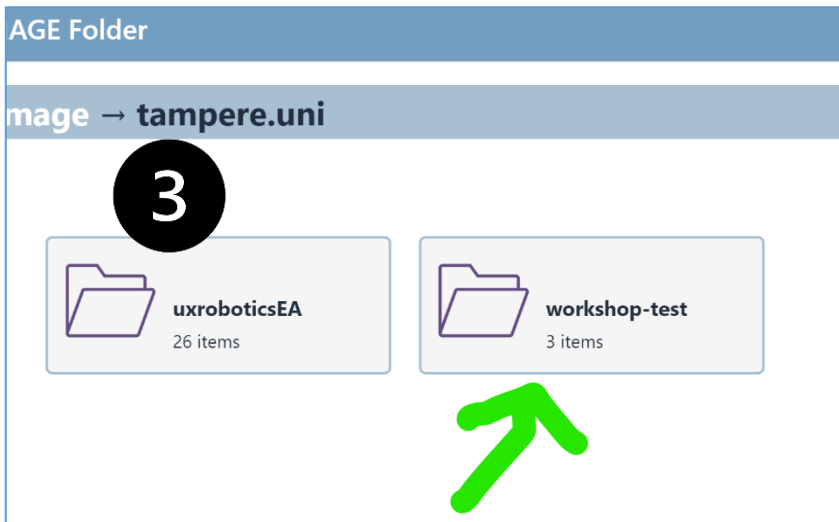 AGE Folder
mage → tampere.uni
3
uxroboticsEA
26 items
workshop-test
3 items